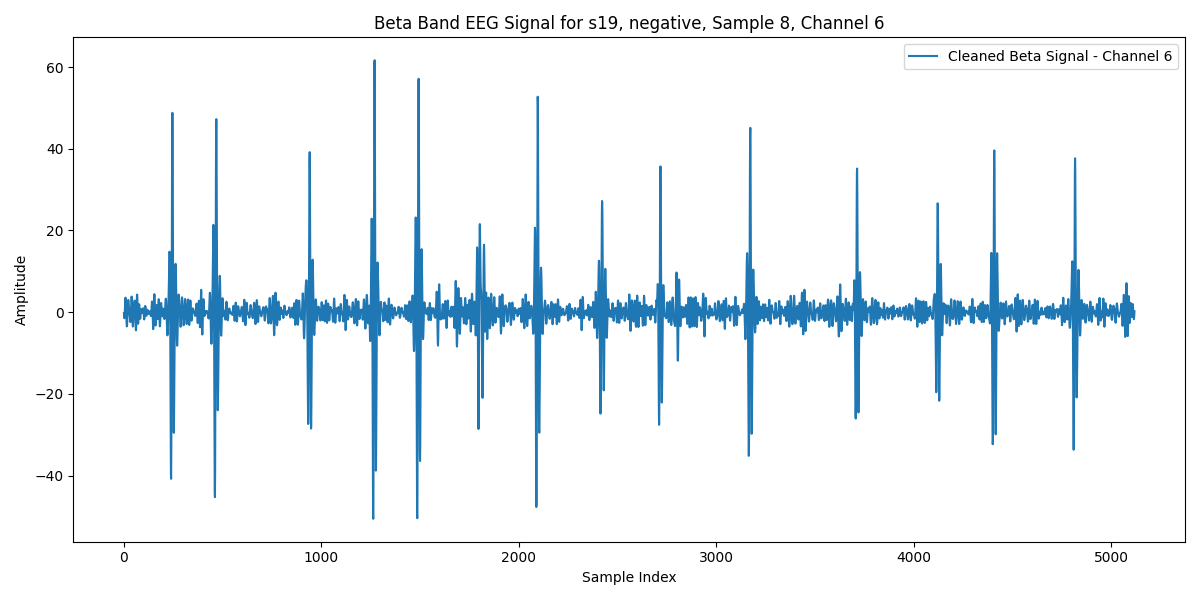 Beta Band EEG Signal for s19, negative, Sample 8, Channel 6
Cleaned Beta Signal - Channel 6
60
40
20
0
−20
−40
Amplitude
0 1000 2000 3000 4000 5000
Sample Index